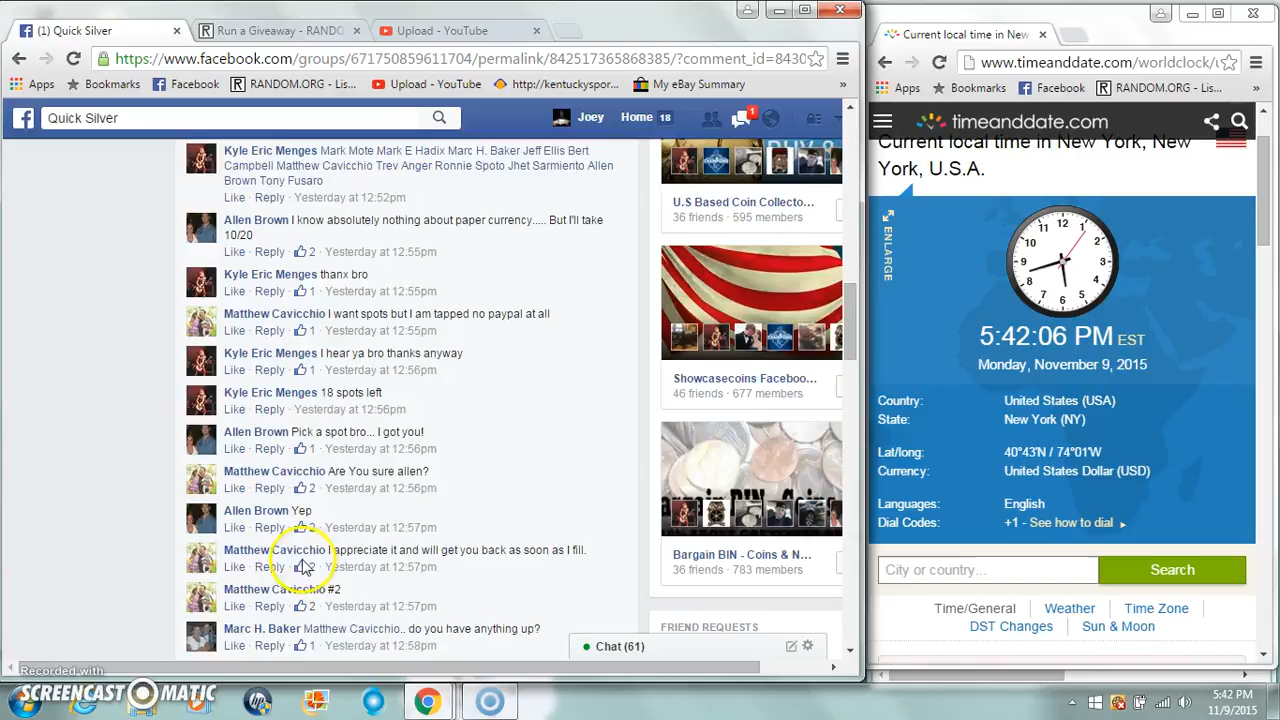 (1) Quick Silver
Run a Giveaway - RANDO
Upload - YouTube
https://www.facebook.com/groups/671750859611704/permalink/842517365868385/?comment_id=8430
Apps Bookmarks Facebook RANDOM.ORG - Lis... Upload - YouTube http://kentuckyspor... My eBay Summary
Quick Silver
Joey Home 18
1
Kyle Eric Menges Mark Mote Mark E Hadix Marc H. Baker Jeff Ellis Bert
Campbell Matthew Cavicchio Trev Anger Ronnie Spoto Jhet Sarmiento Allen
Brown Tony Fusaro
Like · Reply · Yesterday at 12:52pm
Allen Brown I know absolutely nothing about paper currency..... But I'll take
10/20
Like · Reply · 2 · Yesterday at 12:55pm
Kyle Eric Menges thanx bro
Like · Reply · 1 · Yesterday at 12:55pm
Matthew Cavicchio I want spots but I am tapped no paypal at all
Like · Reply · 1 · Yesterday at 12:55pm
Kyle Eric Menges I hear ya bro thanks anyway
Like · Reply · 1 · Yesterday at 12:56pm
Kyle Eric Menges 18 spots left
Like · Reply · Yesterday at 12:56pm
Allen Brown Pick a spot bro... I got you!
Like · Reply · 1 · Yesterday at 12:56pm
Matthew Cavicchio Are You sure allen?
Like · Reply · 2 · Yesterday at 12:56pm
Allen Brown Yep
Like · Reply · 2 · Yesterday at 12:57pm
Matthew Cavicchio I appreciate it and will get you back as soon as I fill.
Like · Reply · 2 · Yesterday at 12:57pm
Matthew Cavicchio #2
Like · Reply · 2 · Yesterday at 12:57pm
Marc H. Baker Matthew Cavicchio.. do you have anything up?
Like · Reply · 1 · Yesterday at 12:58pm
U.S Based Coin Collecto...
36 friends · 595 members
Showcasecoins Faceboo...
46 friends · 677 members
Bargain BIN - Coins & N...
36 friends · 783 members
FRIEND REQUESTS
Chat (61)
Current local time in New
www.timeanddate.com/worldclock/u
Apps Bookmarks Facebook RANDOM.ORG - Lis...
timeanddate.com
Current local time in New York, New
York, U.S.A.
ENLARGE
12 1 2 3 4 5 6 7 8 9 10 11
5:42:06 PM EST
Monday, November 9, 2015
Country: United States (USA)
State: New York (NY)
Lat/long: 40°43'N / 74°01'W
Currency: United States Dollar (USD)
Languages: English
Dial Codes: +1 - See how to dial
City or country... Search
Time/General Weather Time Zone
DST Changes Sun & Moon
Recorded with
SCREENCAST MATIC
hp
5:42 PM
11/9/2015